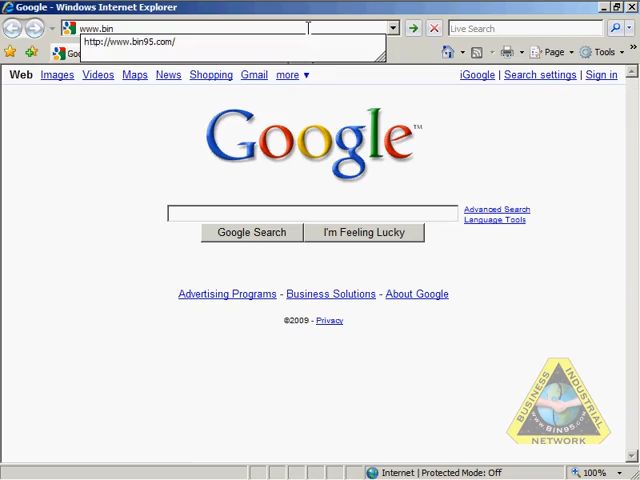 Google - Windows Internet Explorer
www.bin
Live Search
http://www.bin95.com/
Goo
Page
Tools
Web Images Videos Maps News Shopping Gmail more ▼
iGoogle | Search settings | Sign in
Google™
Advanced Search
Language Tools
Google Search
I'm Feeling Lucky
Advertising Programs - Business Solutions - About Google
©2009 - Privacy
BUSINESS INDUSTRIAL
WWW.BIN95.COM
NETWORK
Internet | Protected Mode: Off
100%